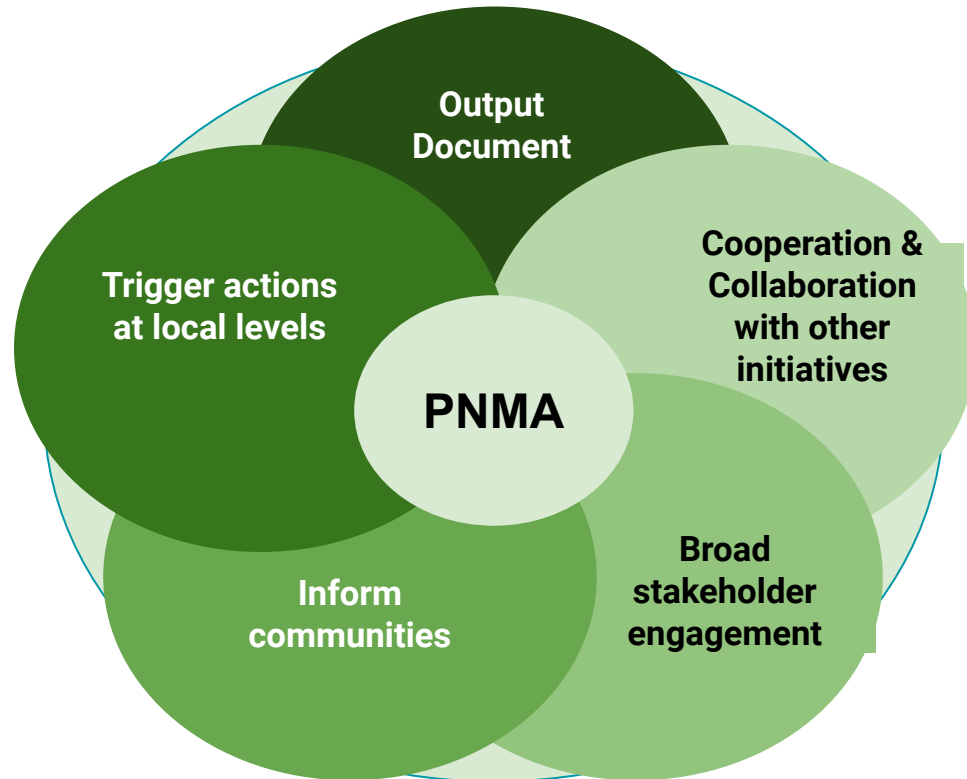 Output
Document
Trigger actions
at local levels
Cooperation &
Collaboration
with other
initiatives
PNMA
Inform
communities
Broad
stakeholder
engagement